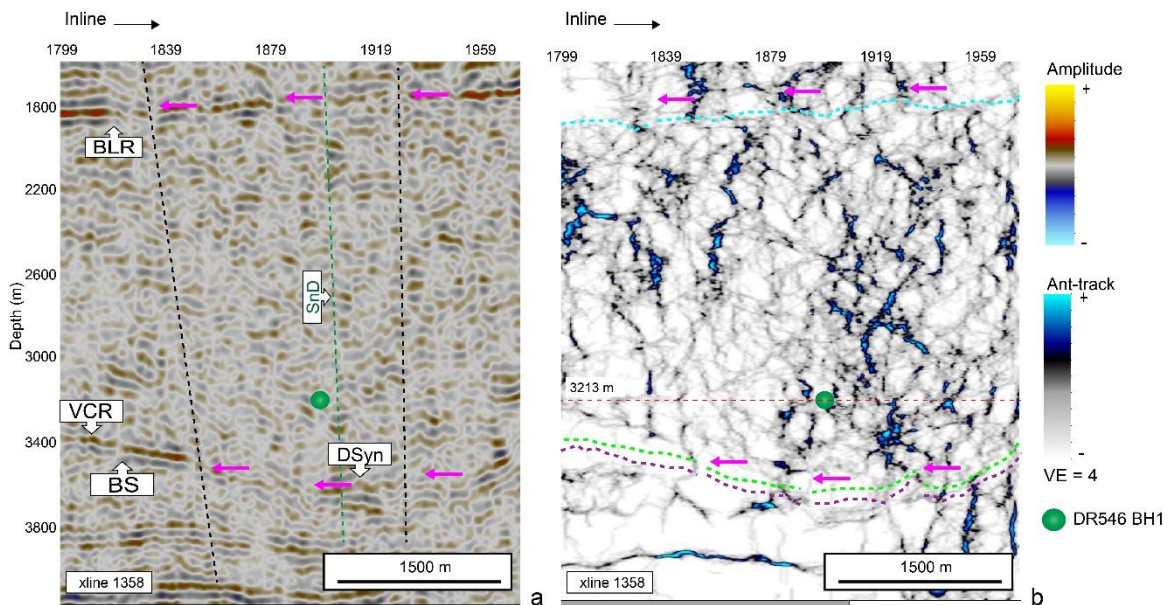 Inline
1799 1839 1879 1919 1959
Depth (m)
1800
2200
2600
3000
3400
3800
BLR
SnD
VCR
BS
DSyn
1500 m
xline 1358
a
Inline
1799 1839 1879 1919 1959
3213 m
1500 m
xline 1358
b
Amplitude
+
-
Ant-track
+
-
VE = 4
DR546 BH1